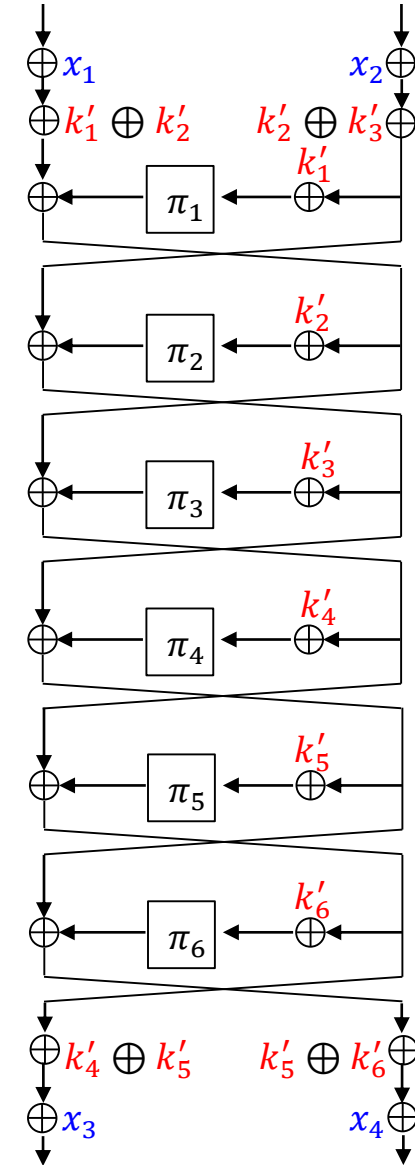 x₁ x₂
k′₁ ⊕ k′₂ k′₂ ⊕ k′₃
k′₁
π₁
k′₂
π₂
k′₃
π₃
k′₄
π₄
k′₅
π₅
k′₆
π₆
k′₄ ⊕ k′₅ k′₅ ⊕ k′₆
x₃ x₄